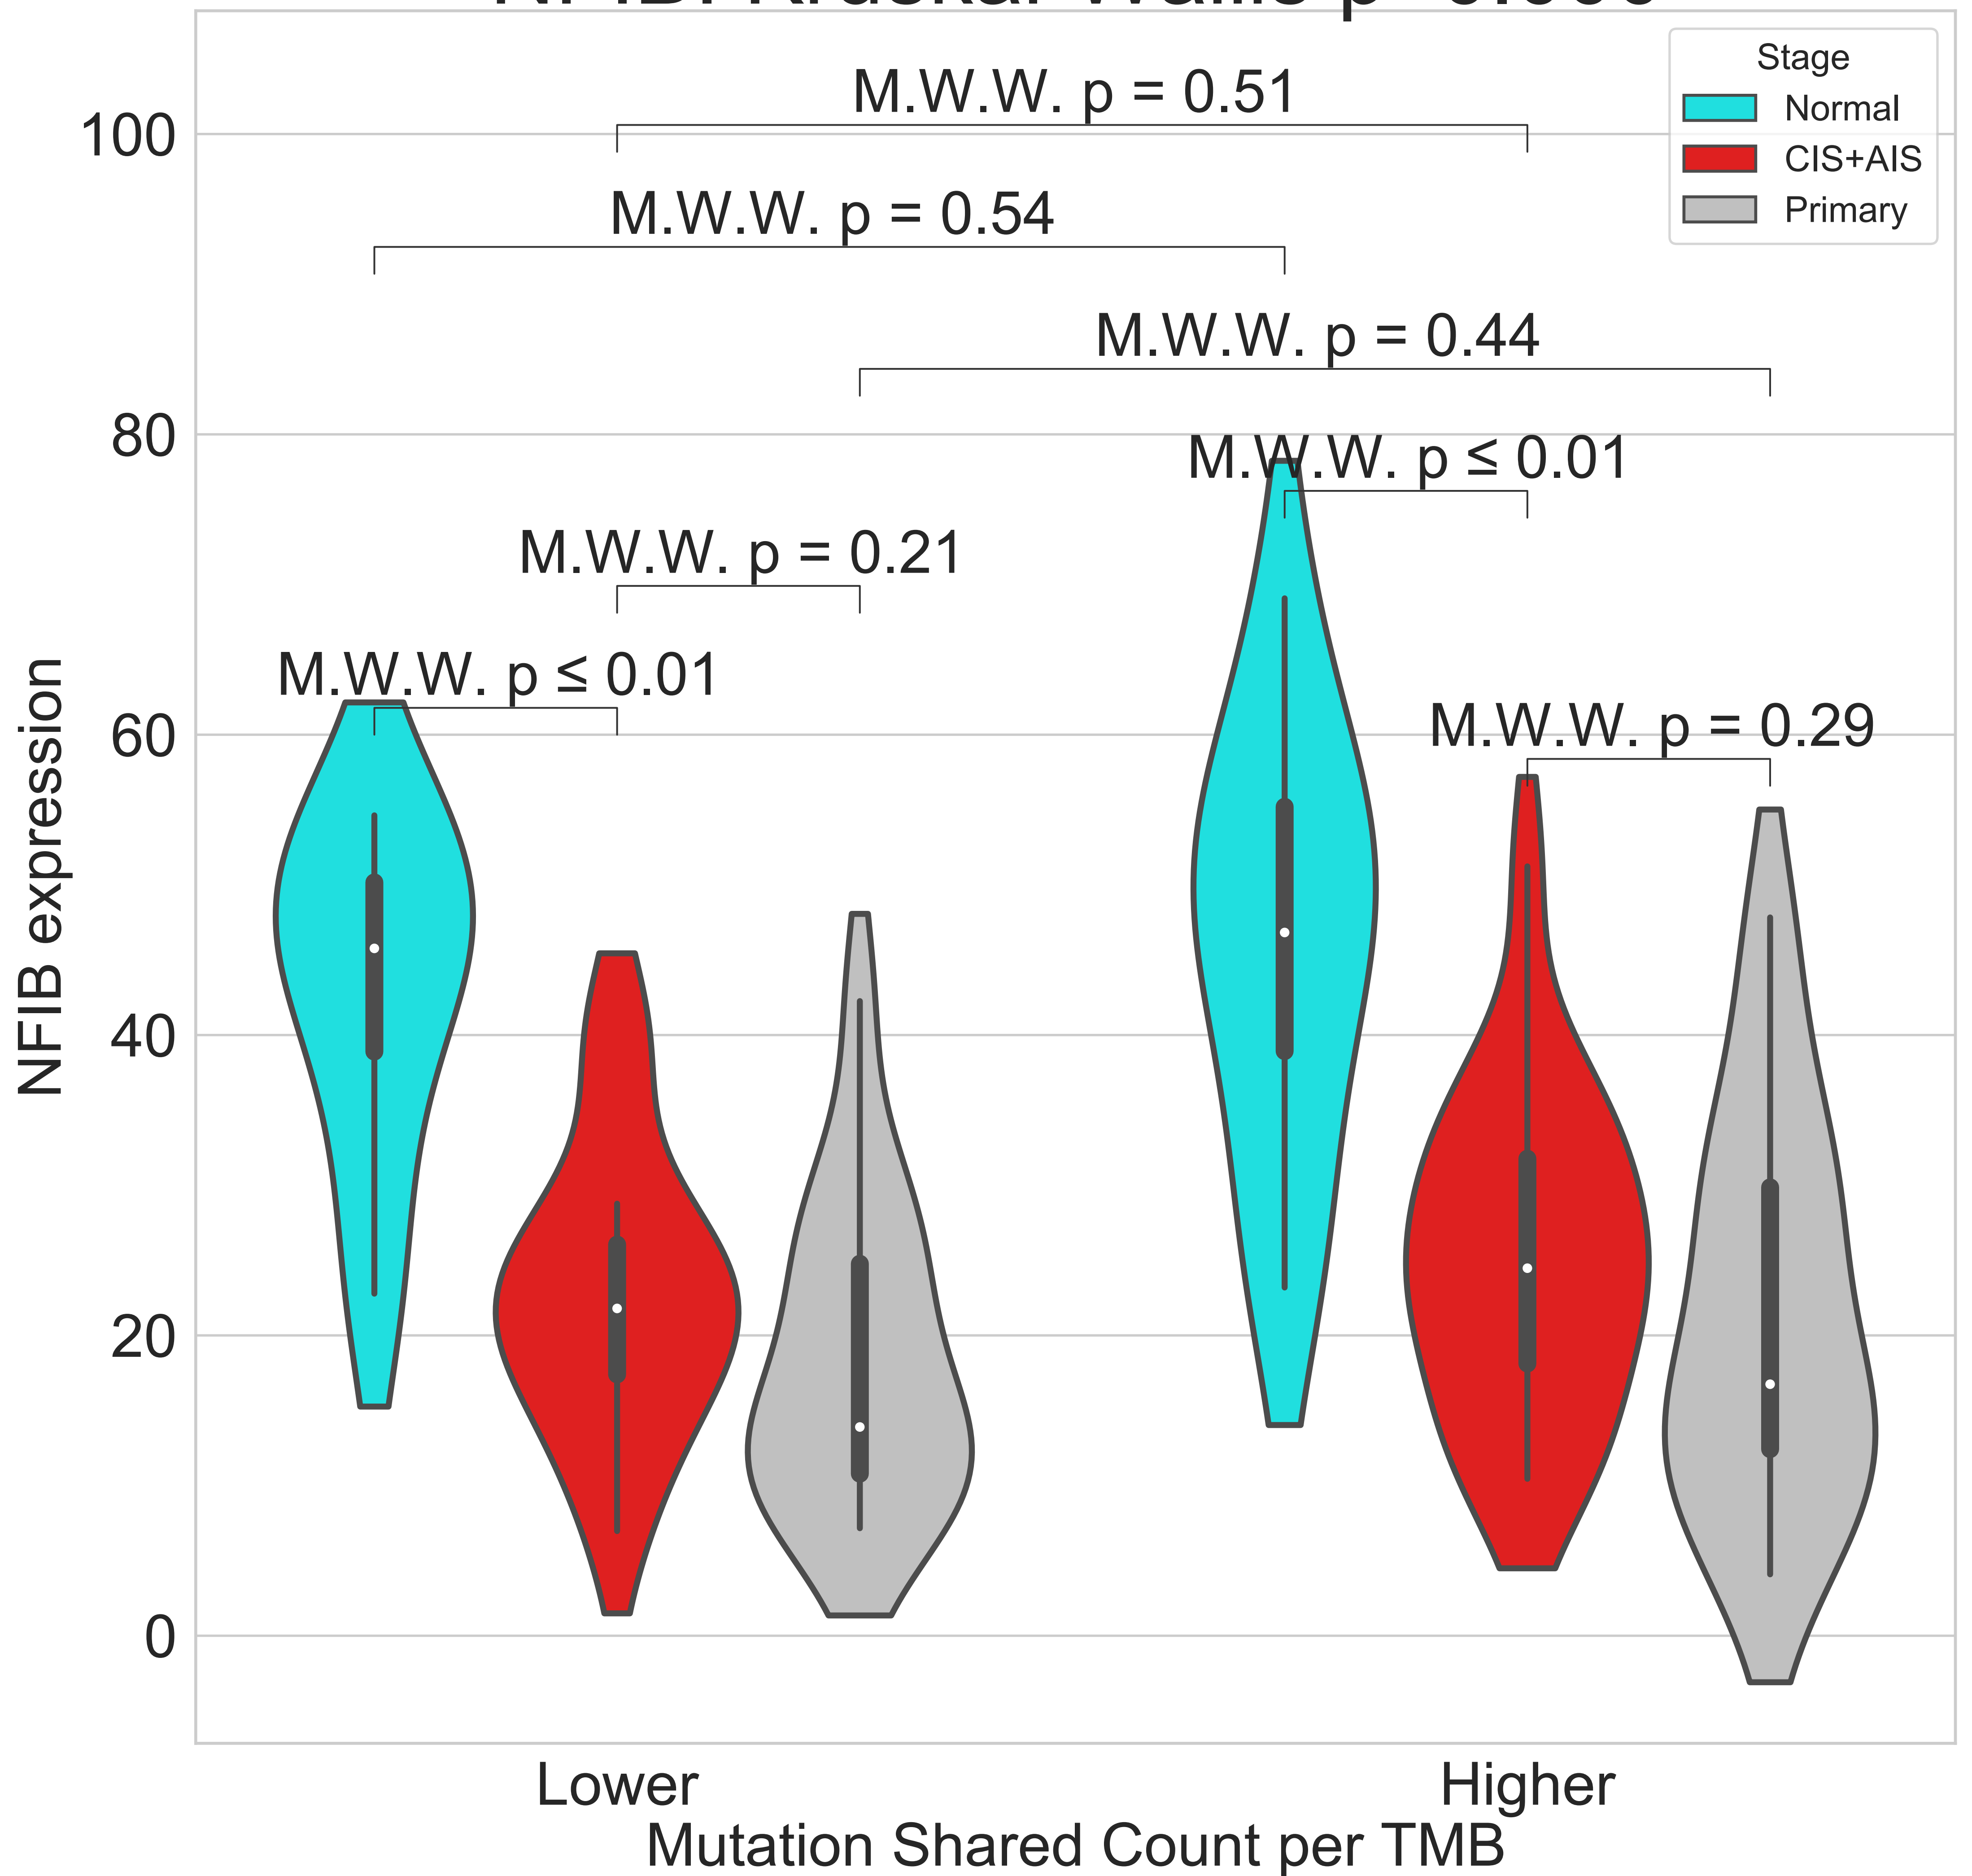 Stage
Normal
CIS+AIS
Primary
M.W.W. p = 0.51
M.W.W. p = 0.54
M.W.W. p = 0.44
M.W.W. p ≤ 0.01
M.W.W. p = 0.21
M.W.W. p ≤ 0.01
M.W.W. p = 0.29
100
80
60
40
20
0
NFIB expression
Lower
Higher
Mutation Shared Count per TMB